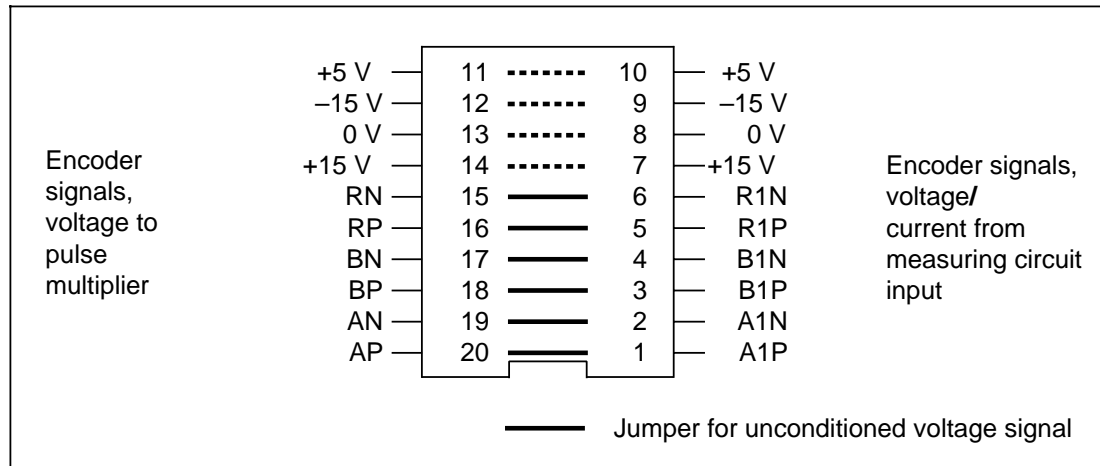 +5 V 11 10 +5 V
–15 V 12 9 –15 V
0 V 13 8 0 V
+15 V 14 7 +15 V
RN 15 6 R1N
RP 16 5 R1P
BN 17 4 B1N
BP 18 3 B1P
AN 19 2 A1N
AP 20 1 A1P
Encoder
signals,
voltage to
pulse
multiplier
Encoder signals,
voltage/
current from
measuring circuit
input
Jumper for unconditioned voltage signal